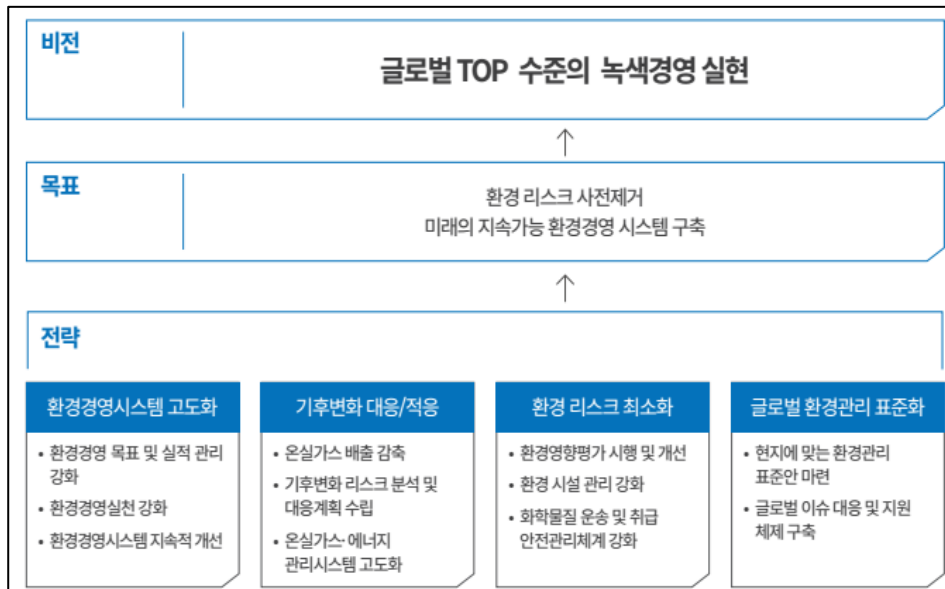 비전
글로벌 TOP 수준의 녹색경영 실현
목표
환경 리스크 사전제거
미래의 지속가능 환경경영 시스템 구축
전략
환경경영시스템 고도화
• 환경경영 목표 및 실적 관리
강화
• 환경경영실천 강화
• 환경경영시스템 지속적 개선
기후변화 대응/적응
• 온실가스 배출 감축
• 기후변화 리스크 분석 및
대응계획 수립
• 온실가스·에너지
관리시스템 고도화
환경 리스크 최소화
• 환경영향평가 시행 및 개선
• 환경 시설 관리 강화
• 화학물질 운송 및 취급
안전관리체계 강화
글로벌 환경관리 표준화
• 현지에 맞는 환경관리
표준안 마련
• 글로벌 이슈 대응 및 지원
체제 구축